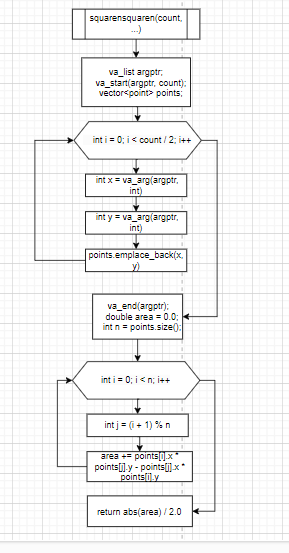 squarensquaren(count,
...)
va_list argptr;
va_start(argptr, count);
vector<point> points;
int i = 0; i < count / 2; i++
int x = va_arg(argptr,
int)
int y = va_arg(argptr,
int)
points.emplace_back(x,
y)
va_end(argptr);
double area = 0.0;
int n = points.size();
int i = 0; i < n; i++
int j = (i + 1) % n
area += points[i].x *
points[j].y - points[j].x *
points[i].y
return abs(area) / 2.0